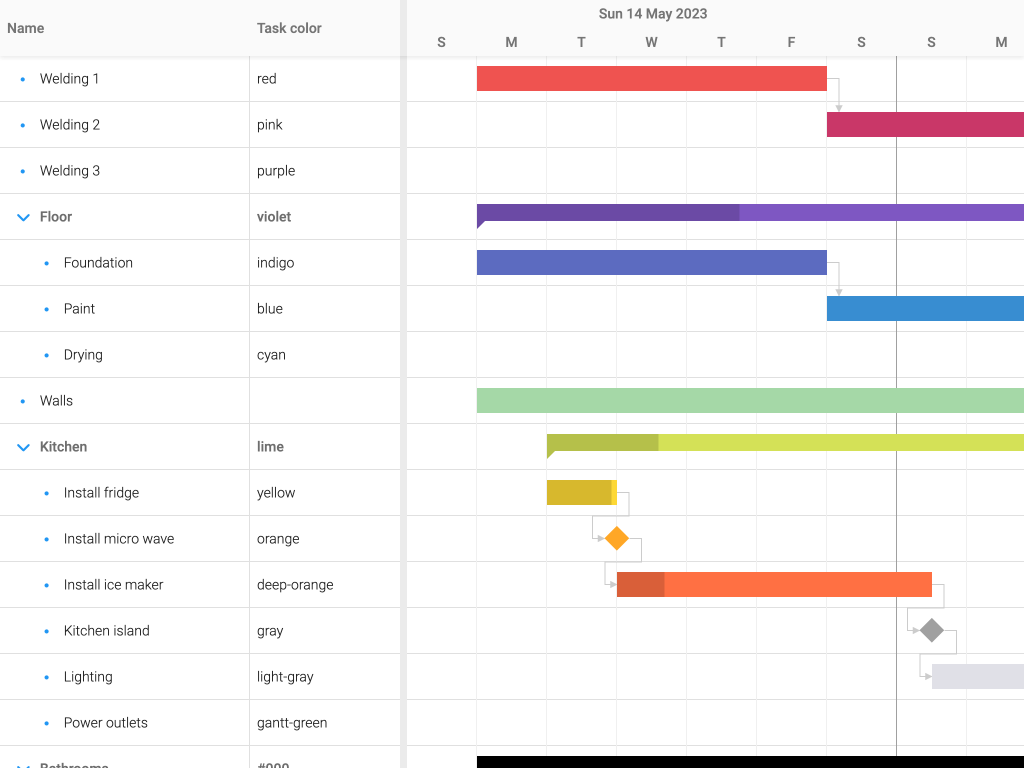 Name Task color Sun 14 May 2023
S M T W T F S S M
Welding 1 red
Welding 2 pink
Welding 3 purple
Floor violet
Foundation indigo
Paint blue
Drying cyan
Walls
Kitchen lime
Install fridge yellow
Install micro wave orange
Install ice maker deep-orange
Kitchen island gray
Lighting light-gray
Power outlets gantt-green
Bathrooms #000